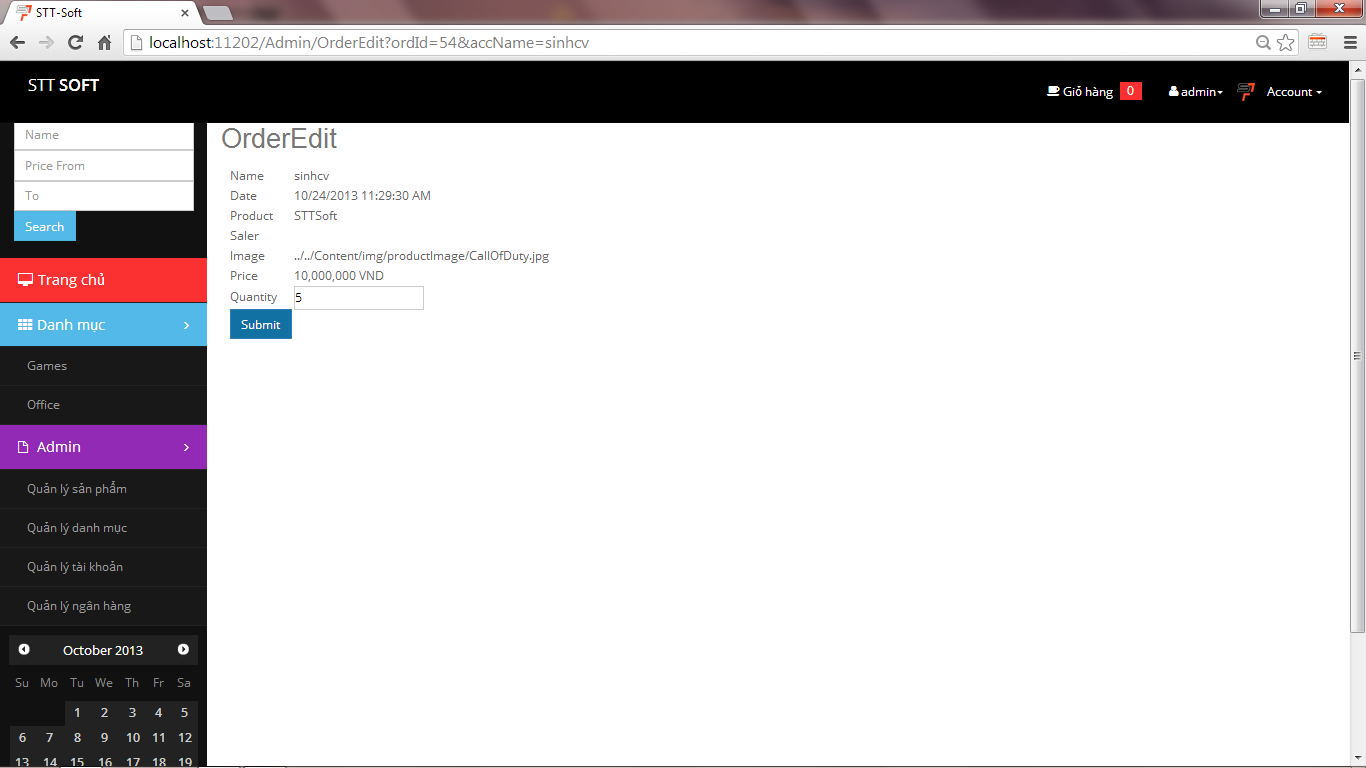 STT-Soft
localhost:11202/Admin/OrderEdit?ordId=54&accName=sinhcv
STT SOFT
Giỏ hàng 0 admin Account
Name
Price From
To
Search
Trang chủ
Danh mục
Games
Office
Admin
Quản lý sản phẩm
Quản lý danh mục
Quản lý tài khoản
Quản lý ngân hàng
October 2013
Su Mo Tu We Th Fr Sa
1 2 3 4 5
6 7 8 9 10 11 12
13 14 15 16 17 18 19
OrderEdit
Name sinhcv
Date 10/24/2013 11:29:30 AM
Product STTSoft
Saler
Image ../../Content/img/productImage/CallOfDuty.jpg
Price 10,000,000 VND
Quantity 5
Submit